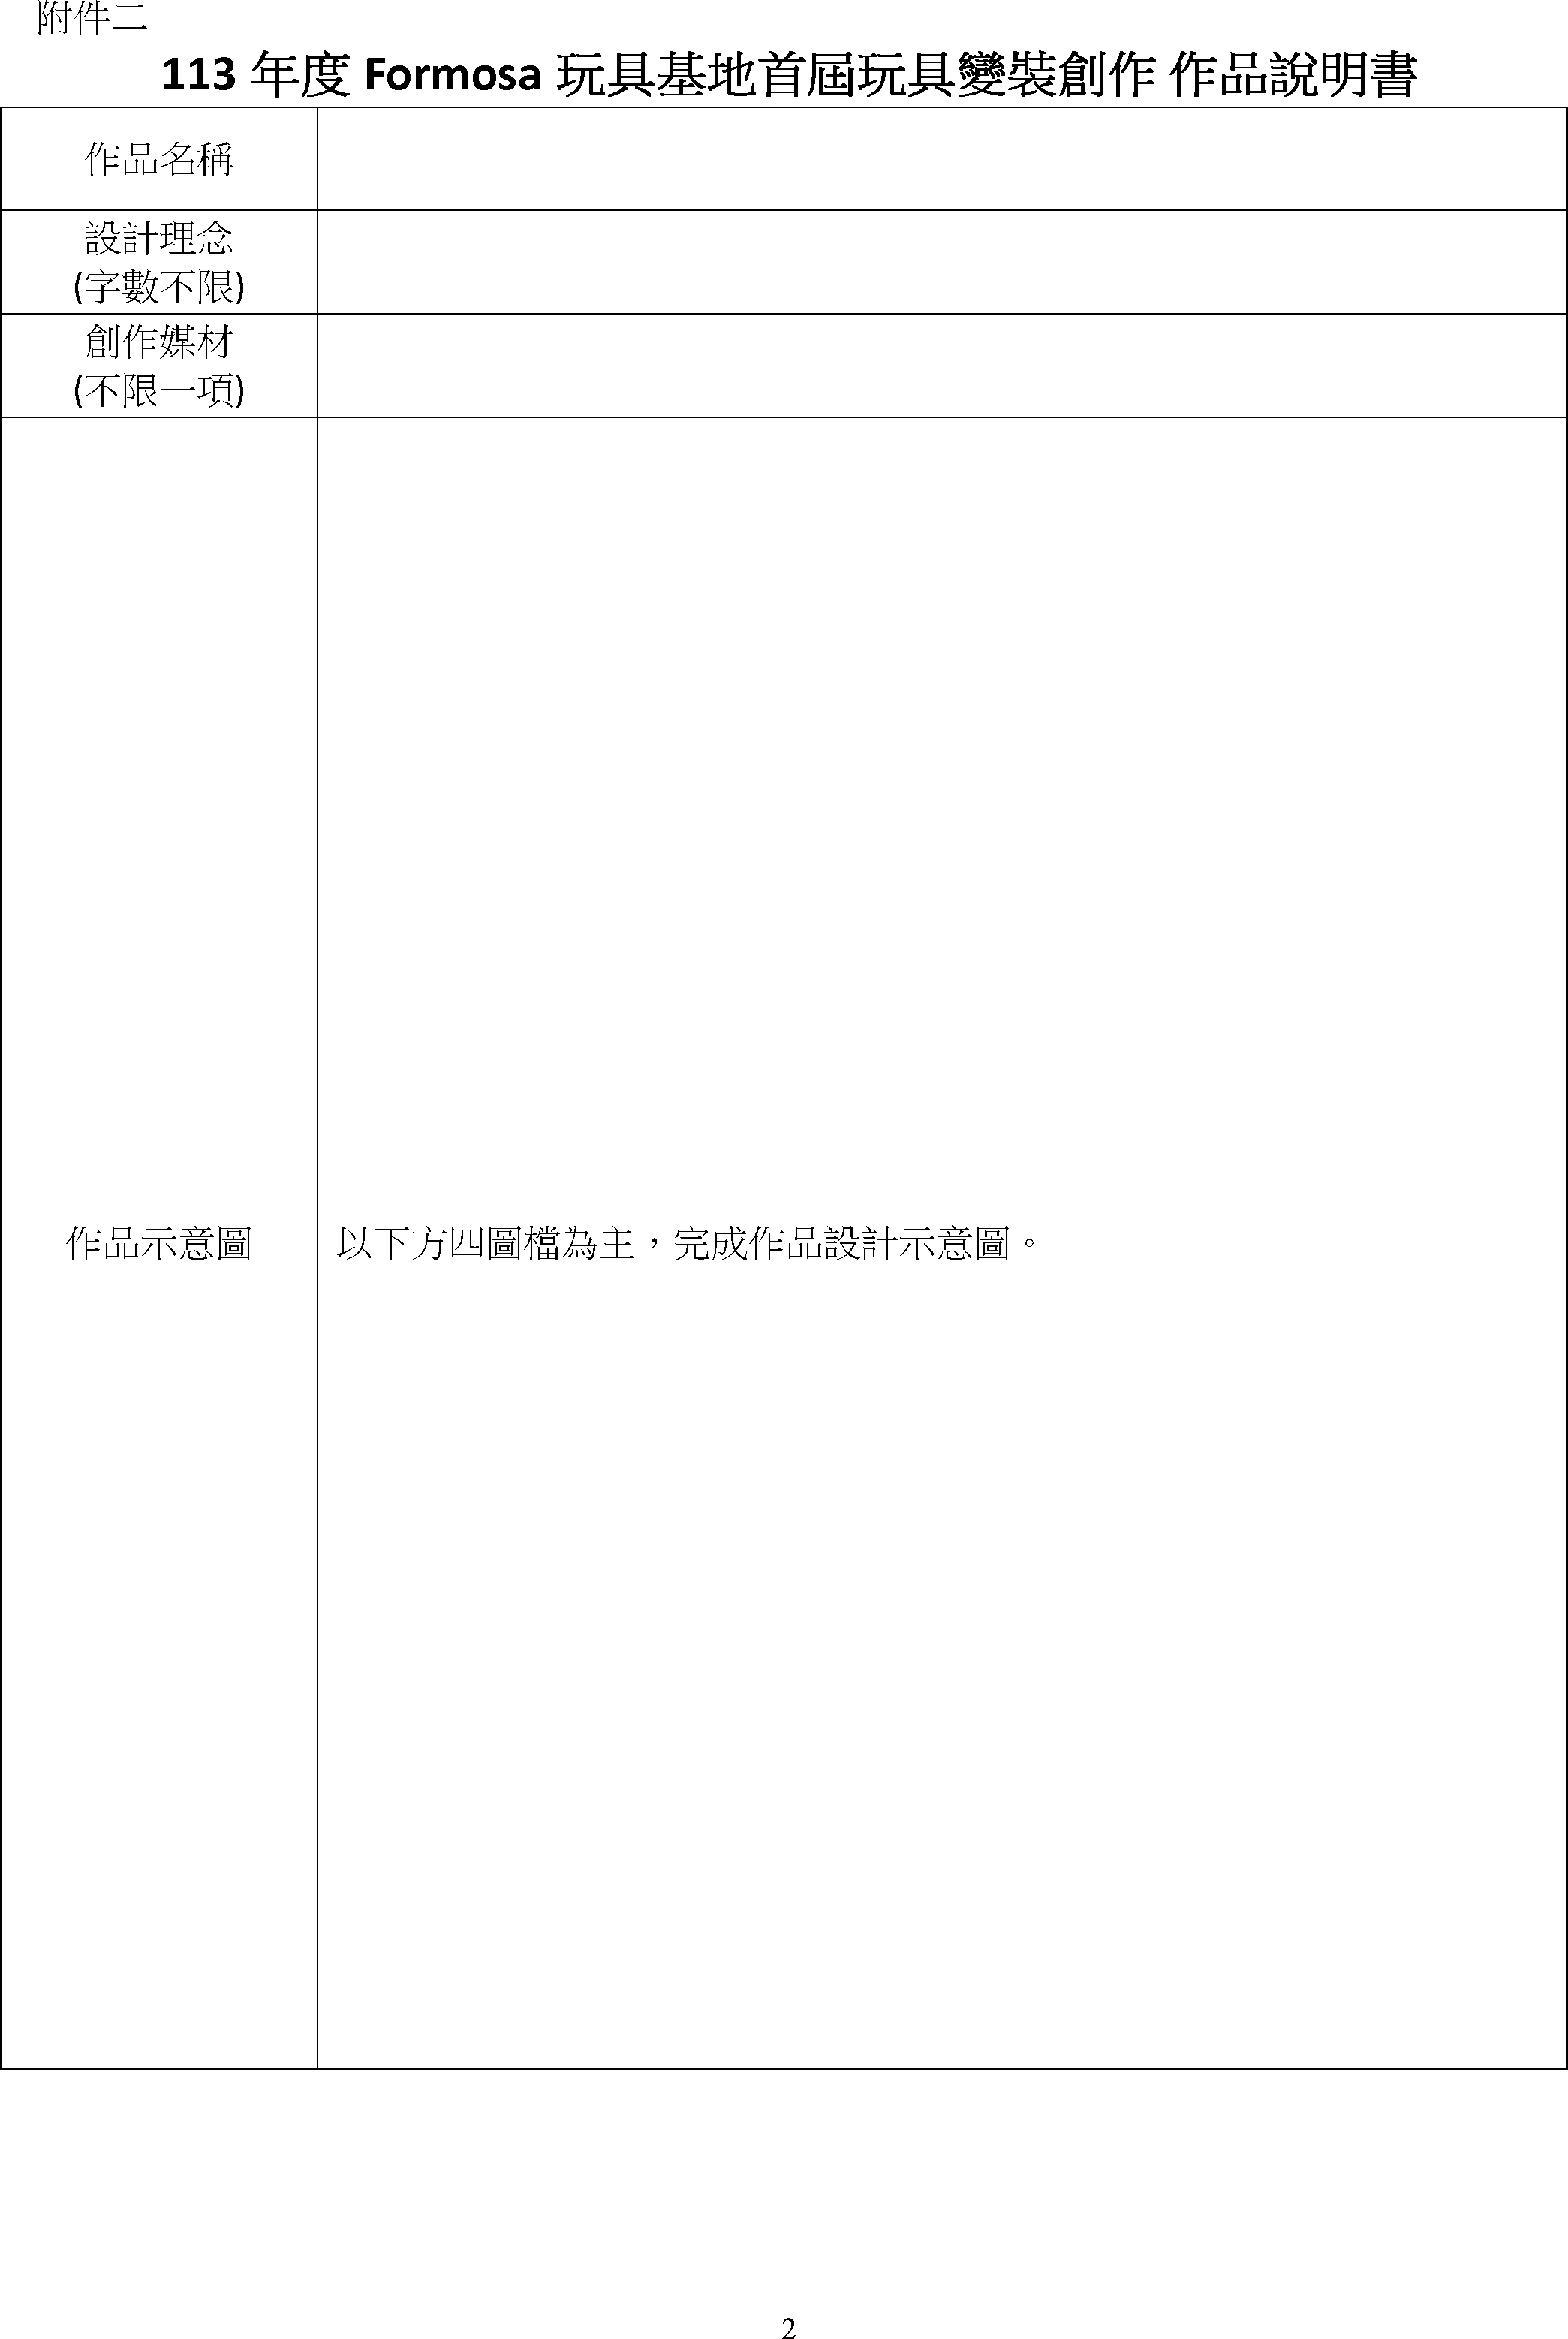 附件二
113 年度 Formosa 玩具基地首屆玩具變裝創作 作品說明書
作品名稱
設計理念
(字數不限)
創作媒材
(不限一項)
作品示意圖
以下方四圖檔為主，完成作品設計示意圖。
2